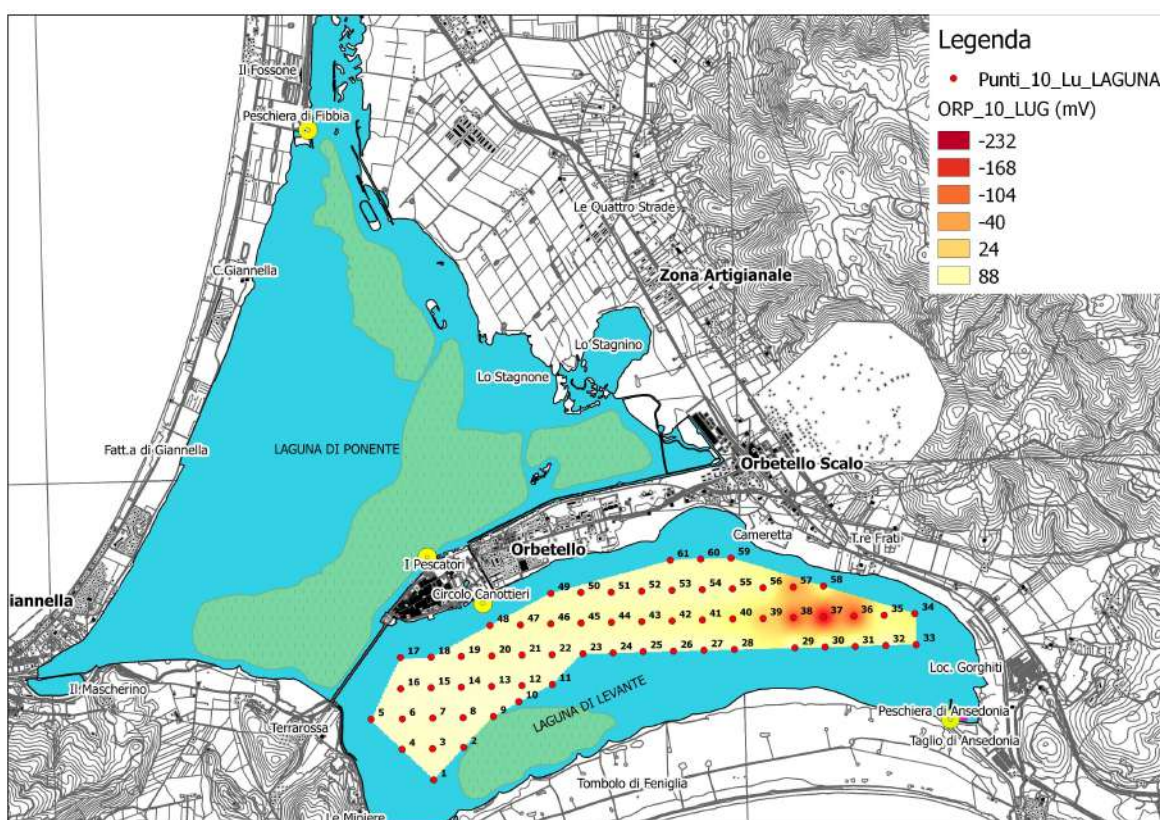 Legenda
Punti_10_Lu_LAGUNA
ORP_10_LUG (mV)
-232
-168
-104
-40
24
88
Il Fossone
Peschiera di Fibbia
Le Quattro Strade
C.Giannella
Zona Artigianale
Lo Stagnino
Lo Stagnone
Fatt.a di Giannella
LAGUNA DI PONENTE
Orbetello Scalo
Cameretta
T.re Frati
Orbetello
I Pescatori
Circolo Canottieri
iannella
Il Mascherino
Terrarossa
Le Miniere
LAGUNA DI LEVANTE
Tombolo di Feniglia
Loc. Gorghiti
Peschiera di Ansedonia
Taglio di Ansedonia
61 60 59
49 50 51 52 53 54 55 56 57 58
48 47 46 45 44 43 42 41 40 39 38 37 36 35 34
17 18 19 20 21 22 23 24 25 26 27 28 29 30 31 32 33
16 15 14 13 12 11
10
5 6 7 8 9
4 3 2
1